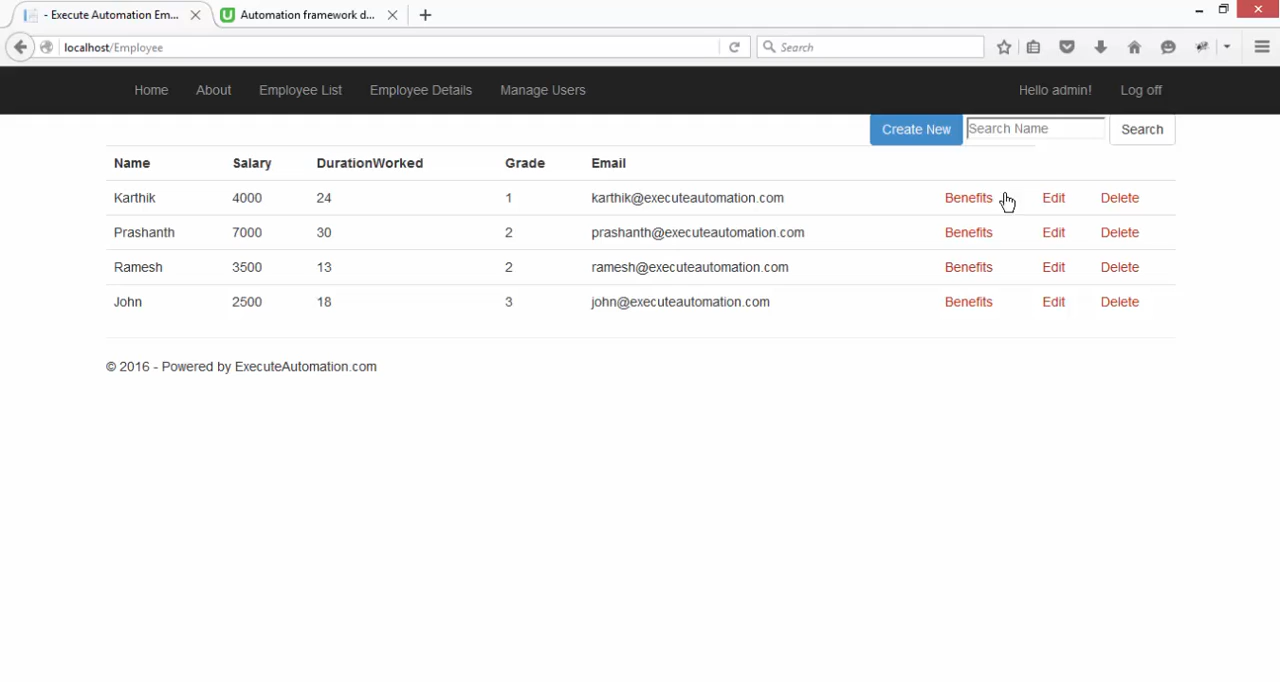 - Execute Automation Em...
Automation framework d...
localhost/Employee
Search
Home About Employee List Employee Details Manage Users Hello admin! Log off
Create New Search Name Search
Name Salary DurationWorked Grade Email
Karthik 4000 24 1 karthik@executeautomation.com Benefits Edit Delete
Prashanth 7000 30 2 prashanth@executeautomation.com Benefits Edit Delete
Ramesh 3500 13 2 ramesh@executeautomation.com Benefits Edit Delete
John 2500 18 3 john@executeautomation.com Benefits Edit Delete
© 2016 - Powered by ExecuteAutomation.com